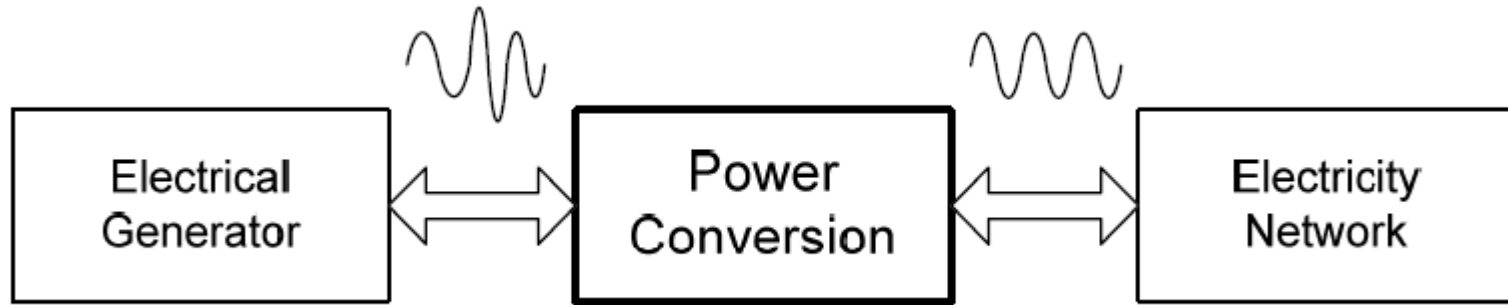 Electrical
Generator
Power
Conversion
Electricity
Network